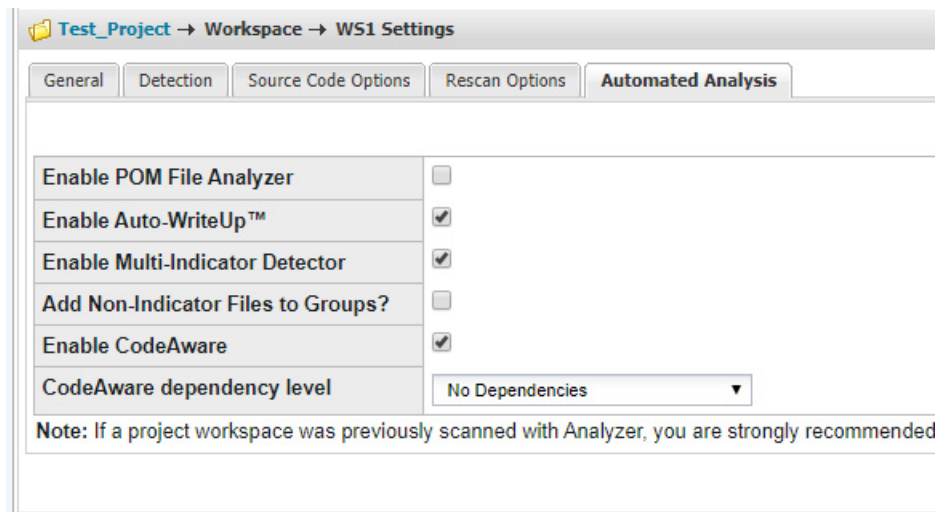 Test_Project → Workspace → WS1 Settings
General Detection Source Code Options Rescan Options Automated Analysis
Enable POM File Analyzer
Enable Auto-WriteUp™
Enable Multi-Indicator Detector
Add Non-Indicator Files to Groups?
Enable CodeAware
CodeAware dependency level No Dependencies
Note: If a project workspace was previously scanned with Analyzer, you are strongly recommended